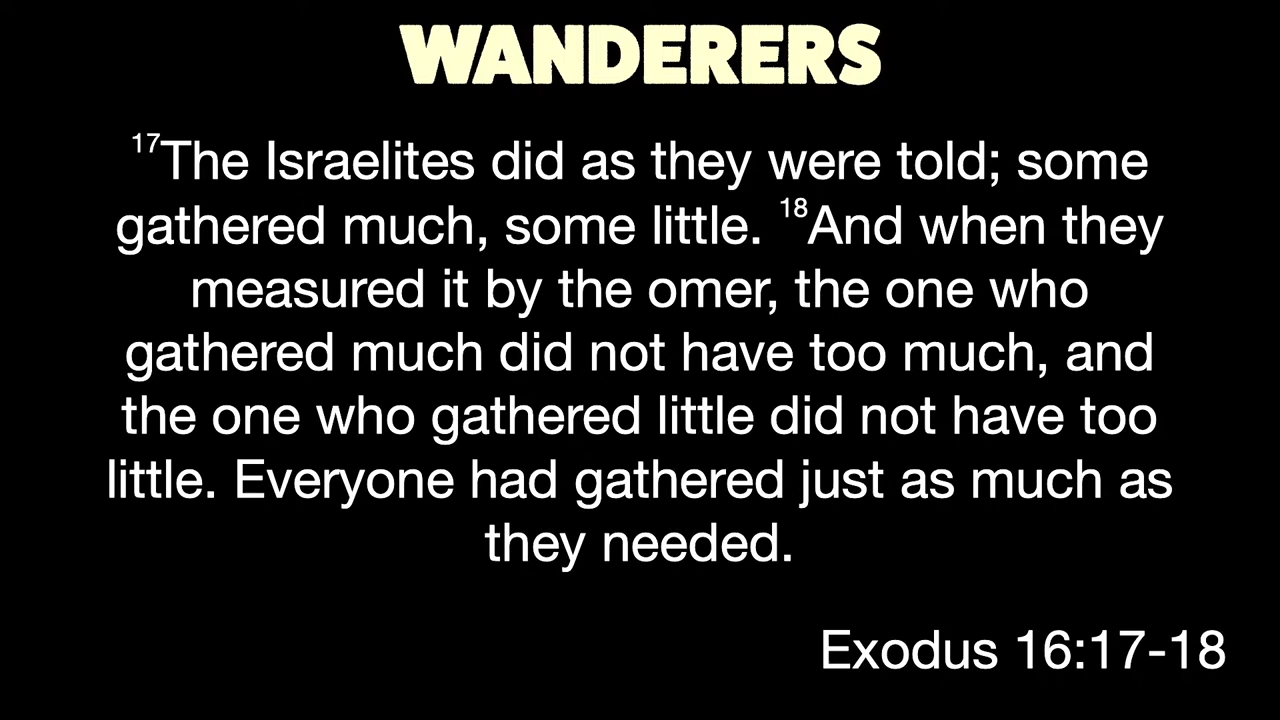 WANDERERS
17The Israelites did as they were told; some
gathered much, some little. 18And when they
measured it by the omer, the one who
gathered much did not have too much, and
the one who gathered little did not have too
little. Everyone had gathered just as much as
they needed.
Exodus 16:17-18